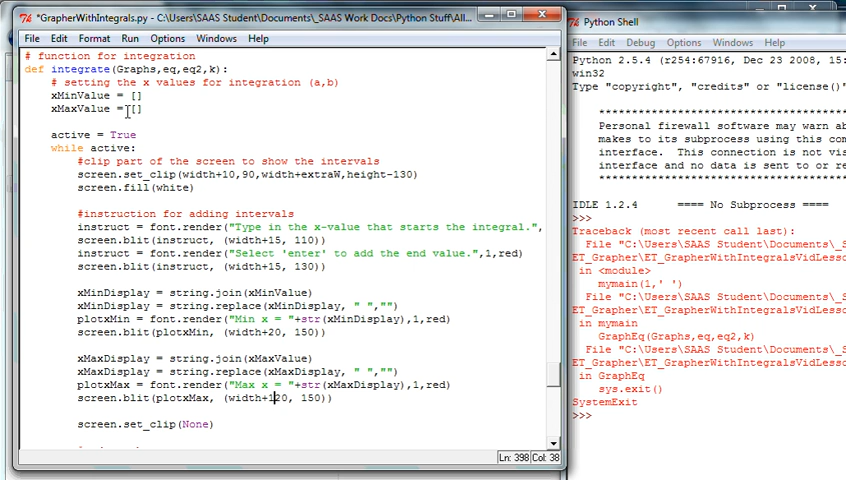 *GrapherWithIntegrals.py - C:\Users\SAAS Student\Documents\_SAAS Work Docs\Python Stuff\All...
File Edit Format Run Options Windows Help
# function for integration
def integrate(Graphs,eq,eq2,k):
# setting the x values for integration (a,b)
xMinValue = []
xMaxValue = []
active = True
while active:
#clip part of the screen to show the intervals
screen.set_clip(width+10,90,width+extraW,height-130)
screen.fill(white)
#instruct for adding intervals
instruct = font.render("Type in the x-value that starts the integral.",
screen.blit(instruct, (width+15, 110))
instruct = font.render("Select 'enter' to add the end value.",1,red)
screen.blit(instruct, (width+15, 130))
xMinDisplay = string.join(xMinValue)
xMinDisplay = string.replace(xMinDisplay, " ","")
plotxMin = font.render("Min x = "+str(xMinDisplay),1,red)
screen.blit(plotxMin, (width+20, 150))
xMaxDisplay = string.join(xMaxValue)
xMaxDisplay = string.replace(xMaxDisplay, " ","")
plotxMax = font.render("Max x = "+str(xMaxDisplay),1,red)
screen.blit(plotxMax, (width+120, 150))
screen.set_clip(None)
Ln: 398 Col: 38
Python Shell
File Edit Debug Options Windows Help
Python 2.5.4 (r254:67916, Dec 23 2008,
win32
Type "copyright", "credits" or "license()"
****************************************
Personal firewall software may warn ab
makes to its subprocess using this com
interface. This connection is not vis
interface and no data is sent to or re
****************************************
IDLE 1.2.4 ==== No Subprocess ====
>>>
Traceback (most recent call last):
File "C:\Users\SAAS Student\Documents\_S
ET_Grapher\ET_GrapherWithIntegralsVidLesso
in <module>
mymain(1,' ')
File "C:\Users\SAAS Student\Documents\_S
ET_Grapher\ET_GrapherWithIntegralsVidLesso
in mymain
GraphEq(Graphs,eq,eq2,k)
File "C:\Users\SAAS Student\Documents\_S
ET_Grapher\ET_GrapherWithIntegralsVidLesso
in GraphEq
sys.exit()
SystemExit
>>>